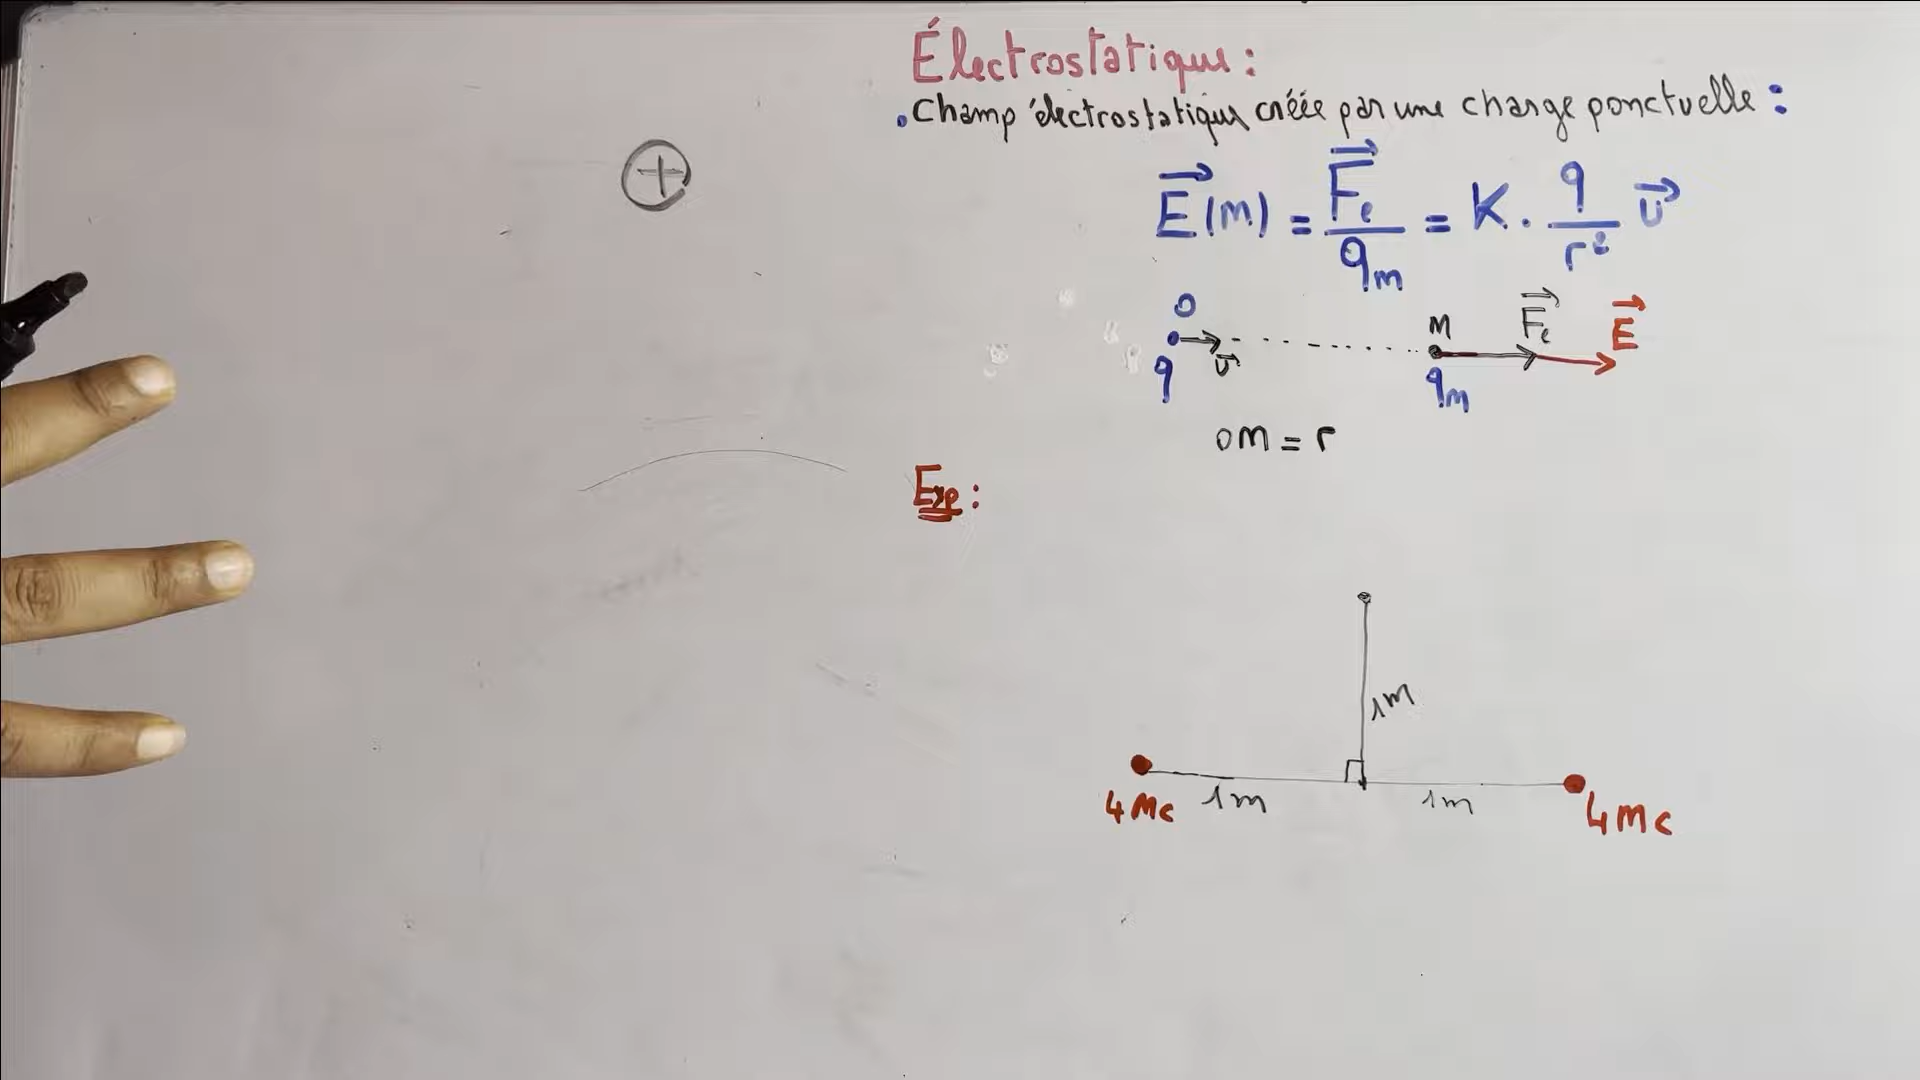 Électrostatique :
• Champ électrostatique créée par une charge ponctuelle :
+
E(m) = Fe/qm = K . q/r² u
O M Fe E
q u qm
om = r
Exp :
1m
4Mc 1m 1m 4Mc